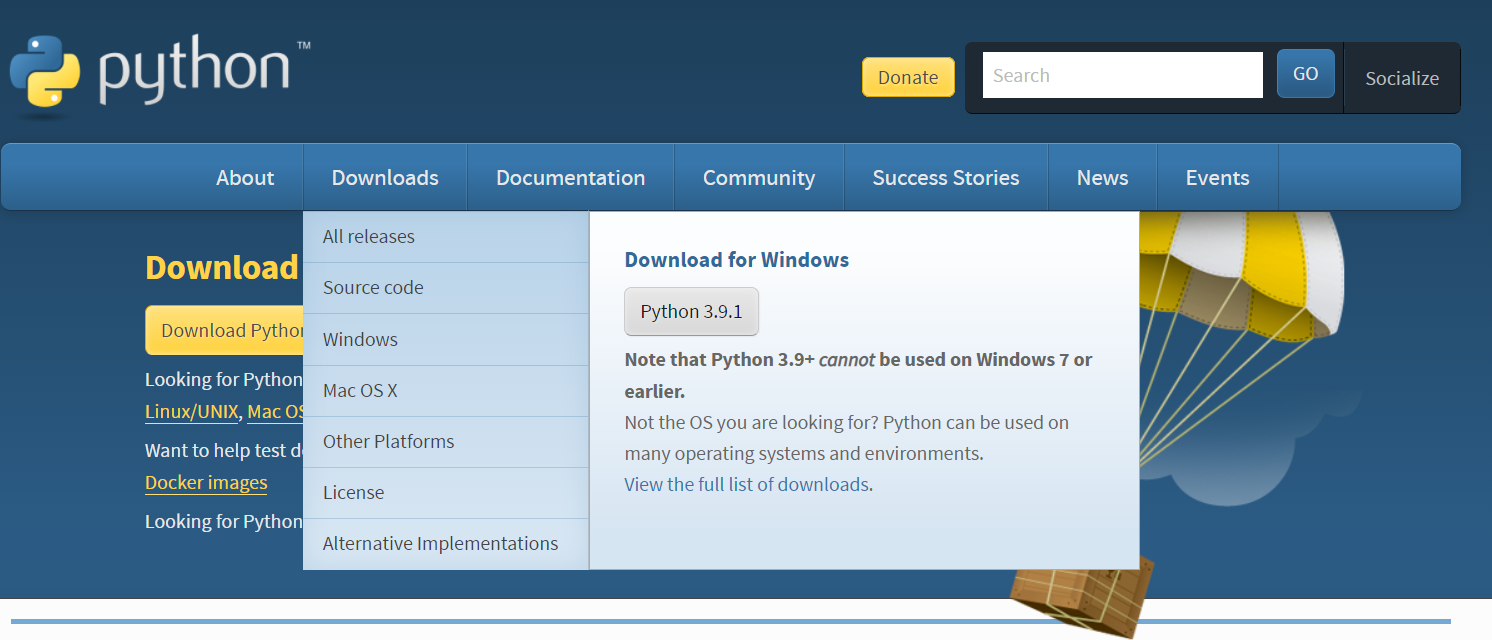 python™
Donate
Search
GO
Socialize
About
Downloads
Documentation
Community
Success Stories
News
Events
Download
Download Python
Looking for Python
Linux/UNIX, Mac OS
Want to help test
Docker images
Looking for Python
All releases
Source code
Windows
Mac OS X
Other Platforms
License
Alternative Implementations
Download for Windows
Python 3.9.1
Note that Python 3.9+ cannot be used on Windows 7 or
earlier.
Not the OS you are looking for? Python can be used on
many operating systems and environments.
View the full list of downloads.